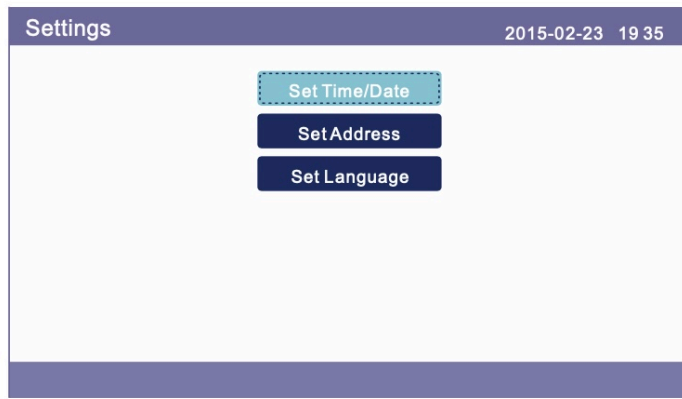 Settings 2015-02-23 19 35
Set Time/Date
Set Address
Set Language